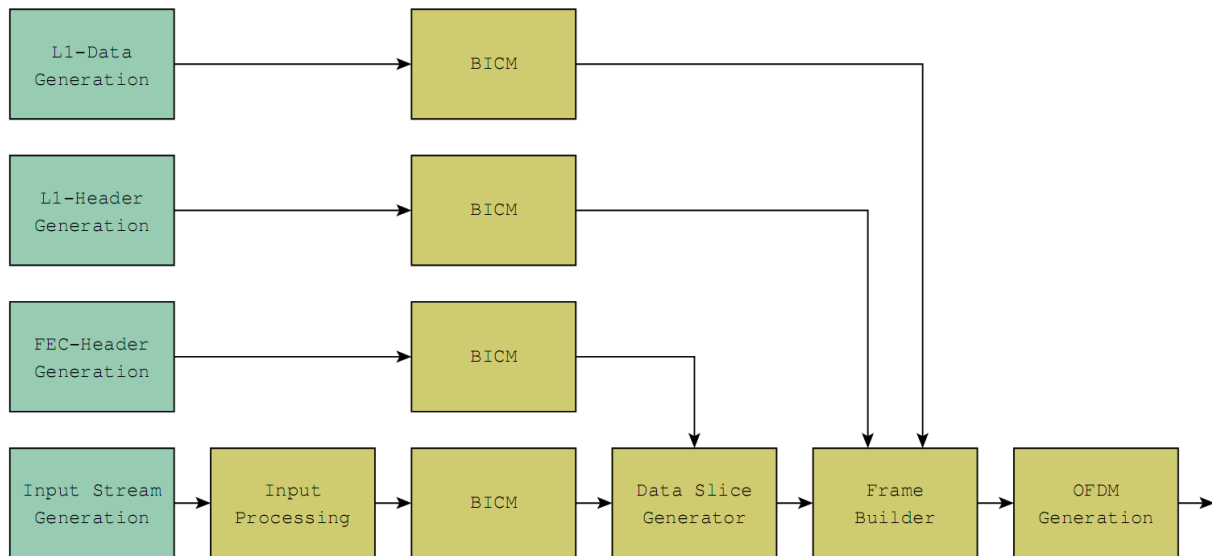 L1-Data
Generation
BICM
L1-Header
Generation
BICM
FEC-Header
Generation
BICM
Input Stream
Generation
Input
Processing
BICM
Data Slice
Generator
Frame
Builder
OFDM
Generation